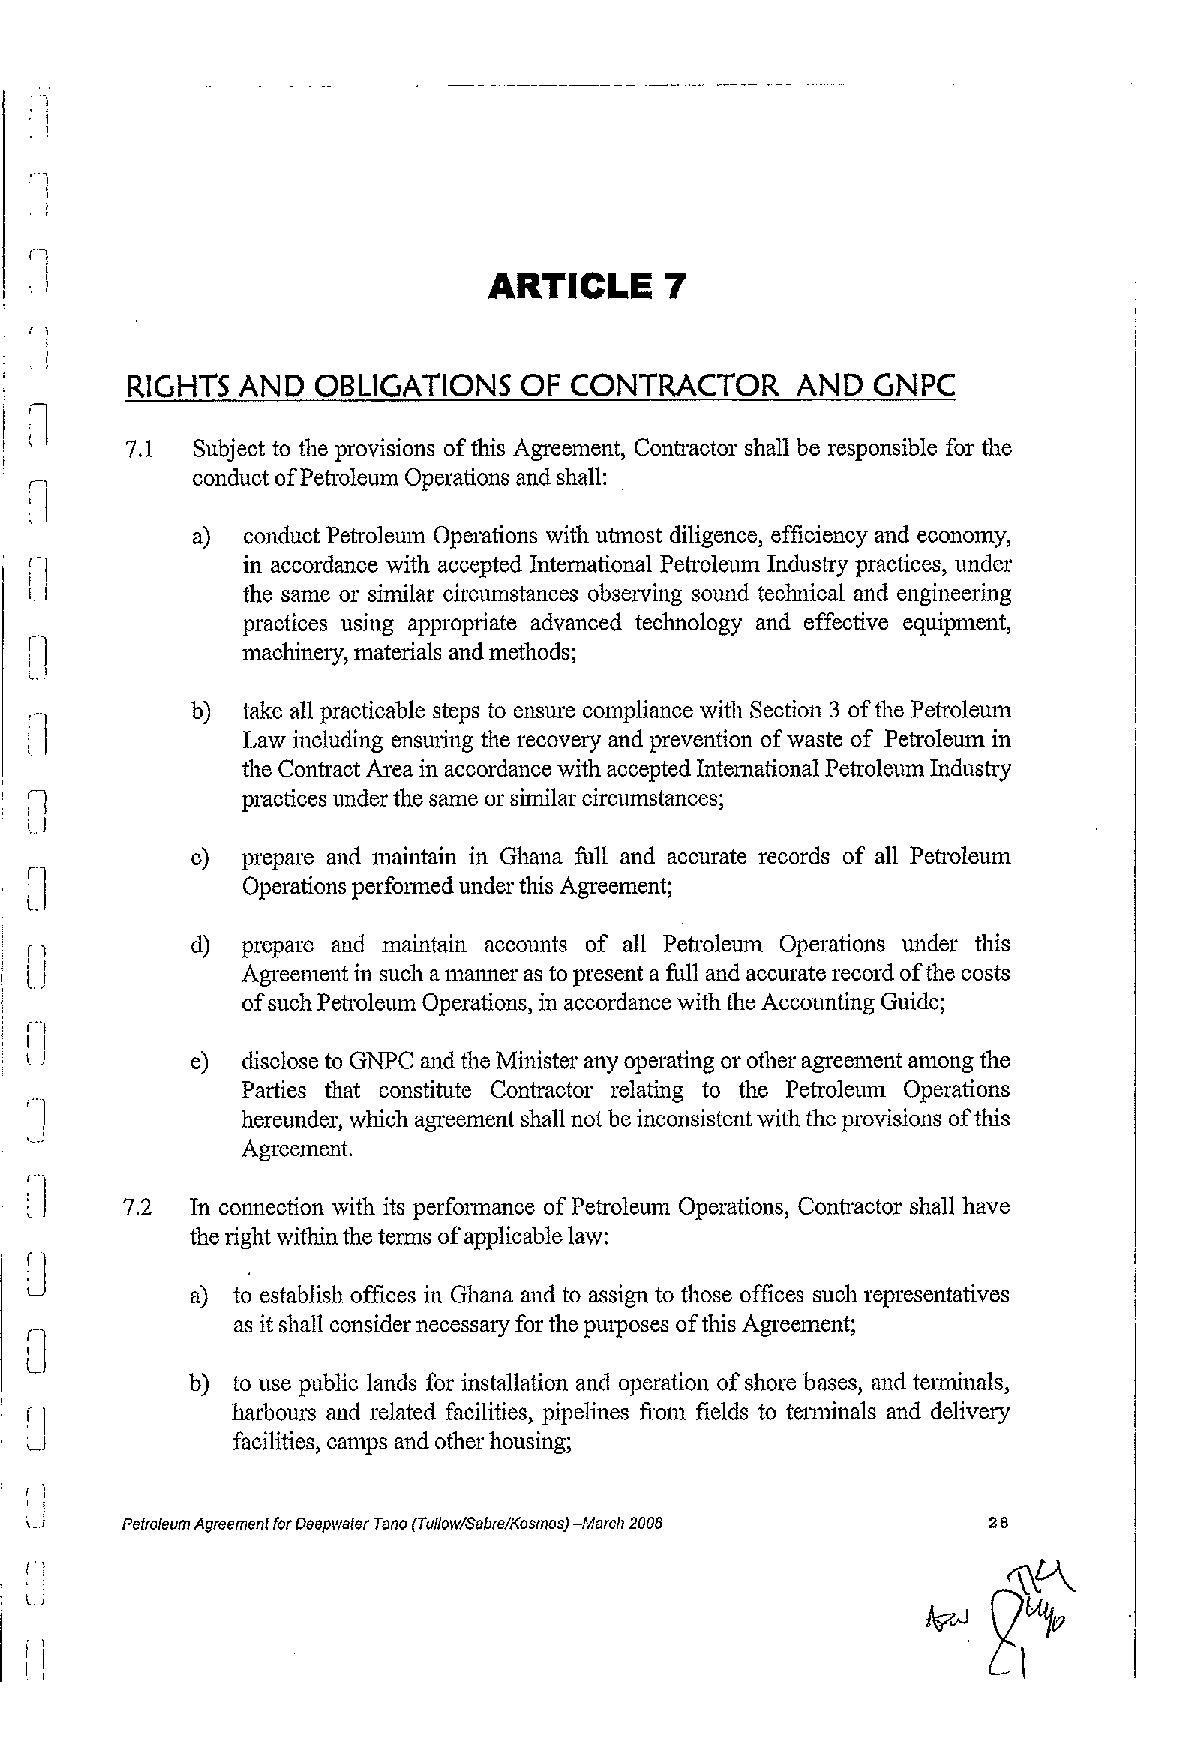 ARTICLE 7
RIGHTS AND OBLIGATIONS OF CONTRACTOR AND GNPC
7.1 Subject to the provisions of this Agreement, Contractor shall be responsible for the
conduct of Petroleum Operations and shall:
a) conduct Petroleum Operations with utmost diligence, efficiency and economy,
in accordance with accepted International Petroleum Industry practices, under
the same or similar circumstances observing sound technical and engineering
practices using appropriate advanced technology and effective equipment,
machinery, materials and methods;
b) take all practicable steps to ensure compliance with Section 3 of the Petroleum
Law including ensuring the recovery and prevention of waste of Petroleum in
the Contract Area in accordance with accepted International Petroleum Industry
practices under the same or similar circumstances;
c) prepare and maintain in Ghana full and accurate records of all Petroleum
Operations performed under this Agreement;
d) prepare and maintain accounts of all Petroleum Operations under this
Agreement in such a manner as to present a full and accurate record of the costs
of such Petroleum Operations, in accordance with the Accounting Guide;
e) disclose to GNPC and the Minister any operating or other agreement among the
Parties that constitute Contractor relating to the Petroleum Operations
hereunder, which agreement shall not be inconsistent with the provisions of this
Agreement.
7.2 In connection with its performance of Petroleum Operations, Contractor shall have
the right within the terms of applicable law:
a) to establish offices in Ghana and to assign to those offices such representatives
as it shall consider necessary for the purposes of this Agreement;
b) to use public lands for installation and operation of shore bases, and terminals,
harbours and related facilities, pipelines from fields to terminals and delivery
facilities, camps and other housing;
Petroleum Agreement for Deepwater Tano (Tullow/Sabre/Kosmos) –March 2006 28